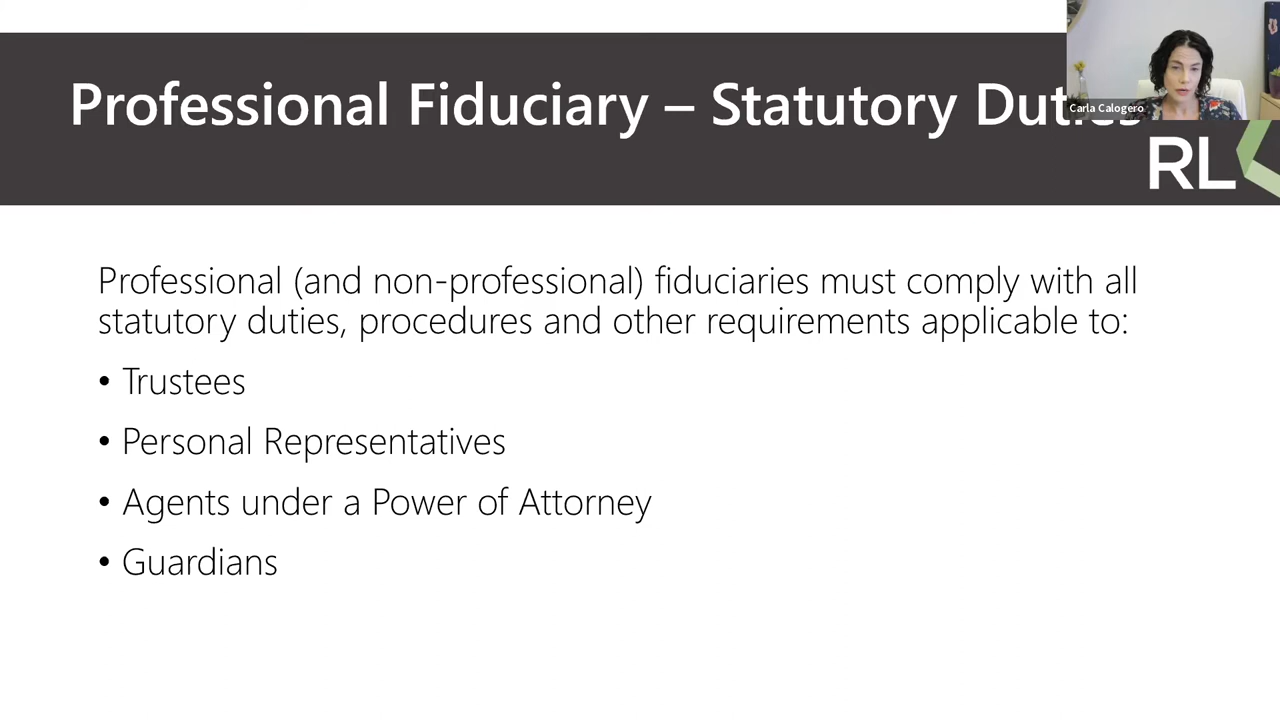 Professional Fiduciary – Statutory Duties
Carla Calogero
RL
Professional (and non-professional) fiduciaries must comply with all
statutory duties, procedures and other requirements applicable to:
• Trustees
• Personal Representatives
• Agents under a Power of Attorney
• Guardians